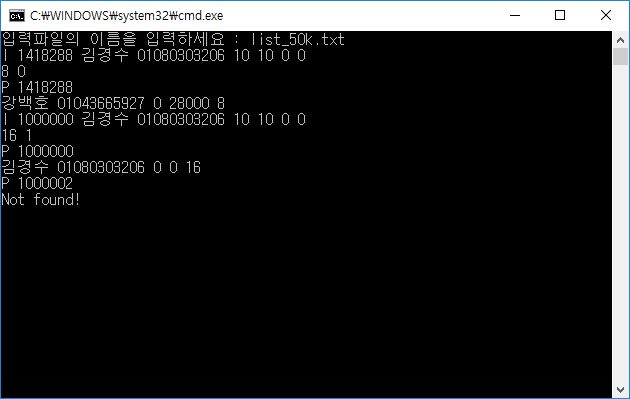 C:₩WINDOWS₩system32₩cmd.exe
입력파일의 이름을 입력하세요 : list_50k.txt
I 1418288 김경수 01080303206 10 10 0 0
8 0
P 1418288
강백호 01043665927 0 28000 8
I 1000000 김경수 01080303206 10 10 0 0
16 1
P 1000000
김경수 01080303206 0 0 16
P 1000002
Not found!